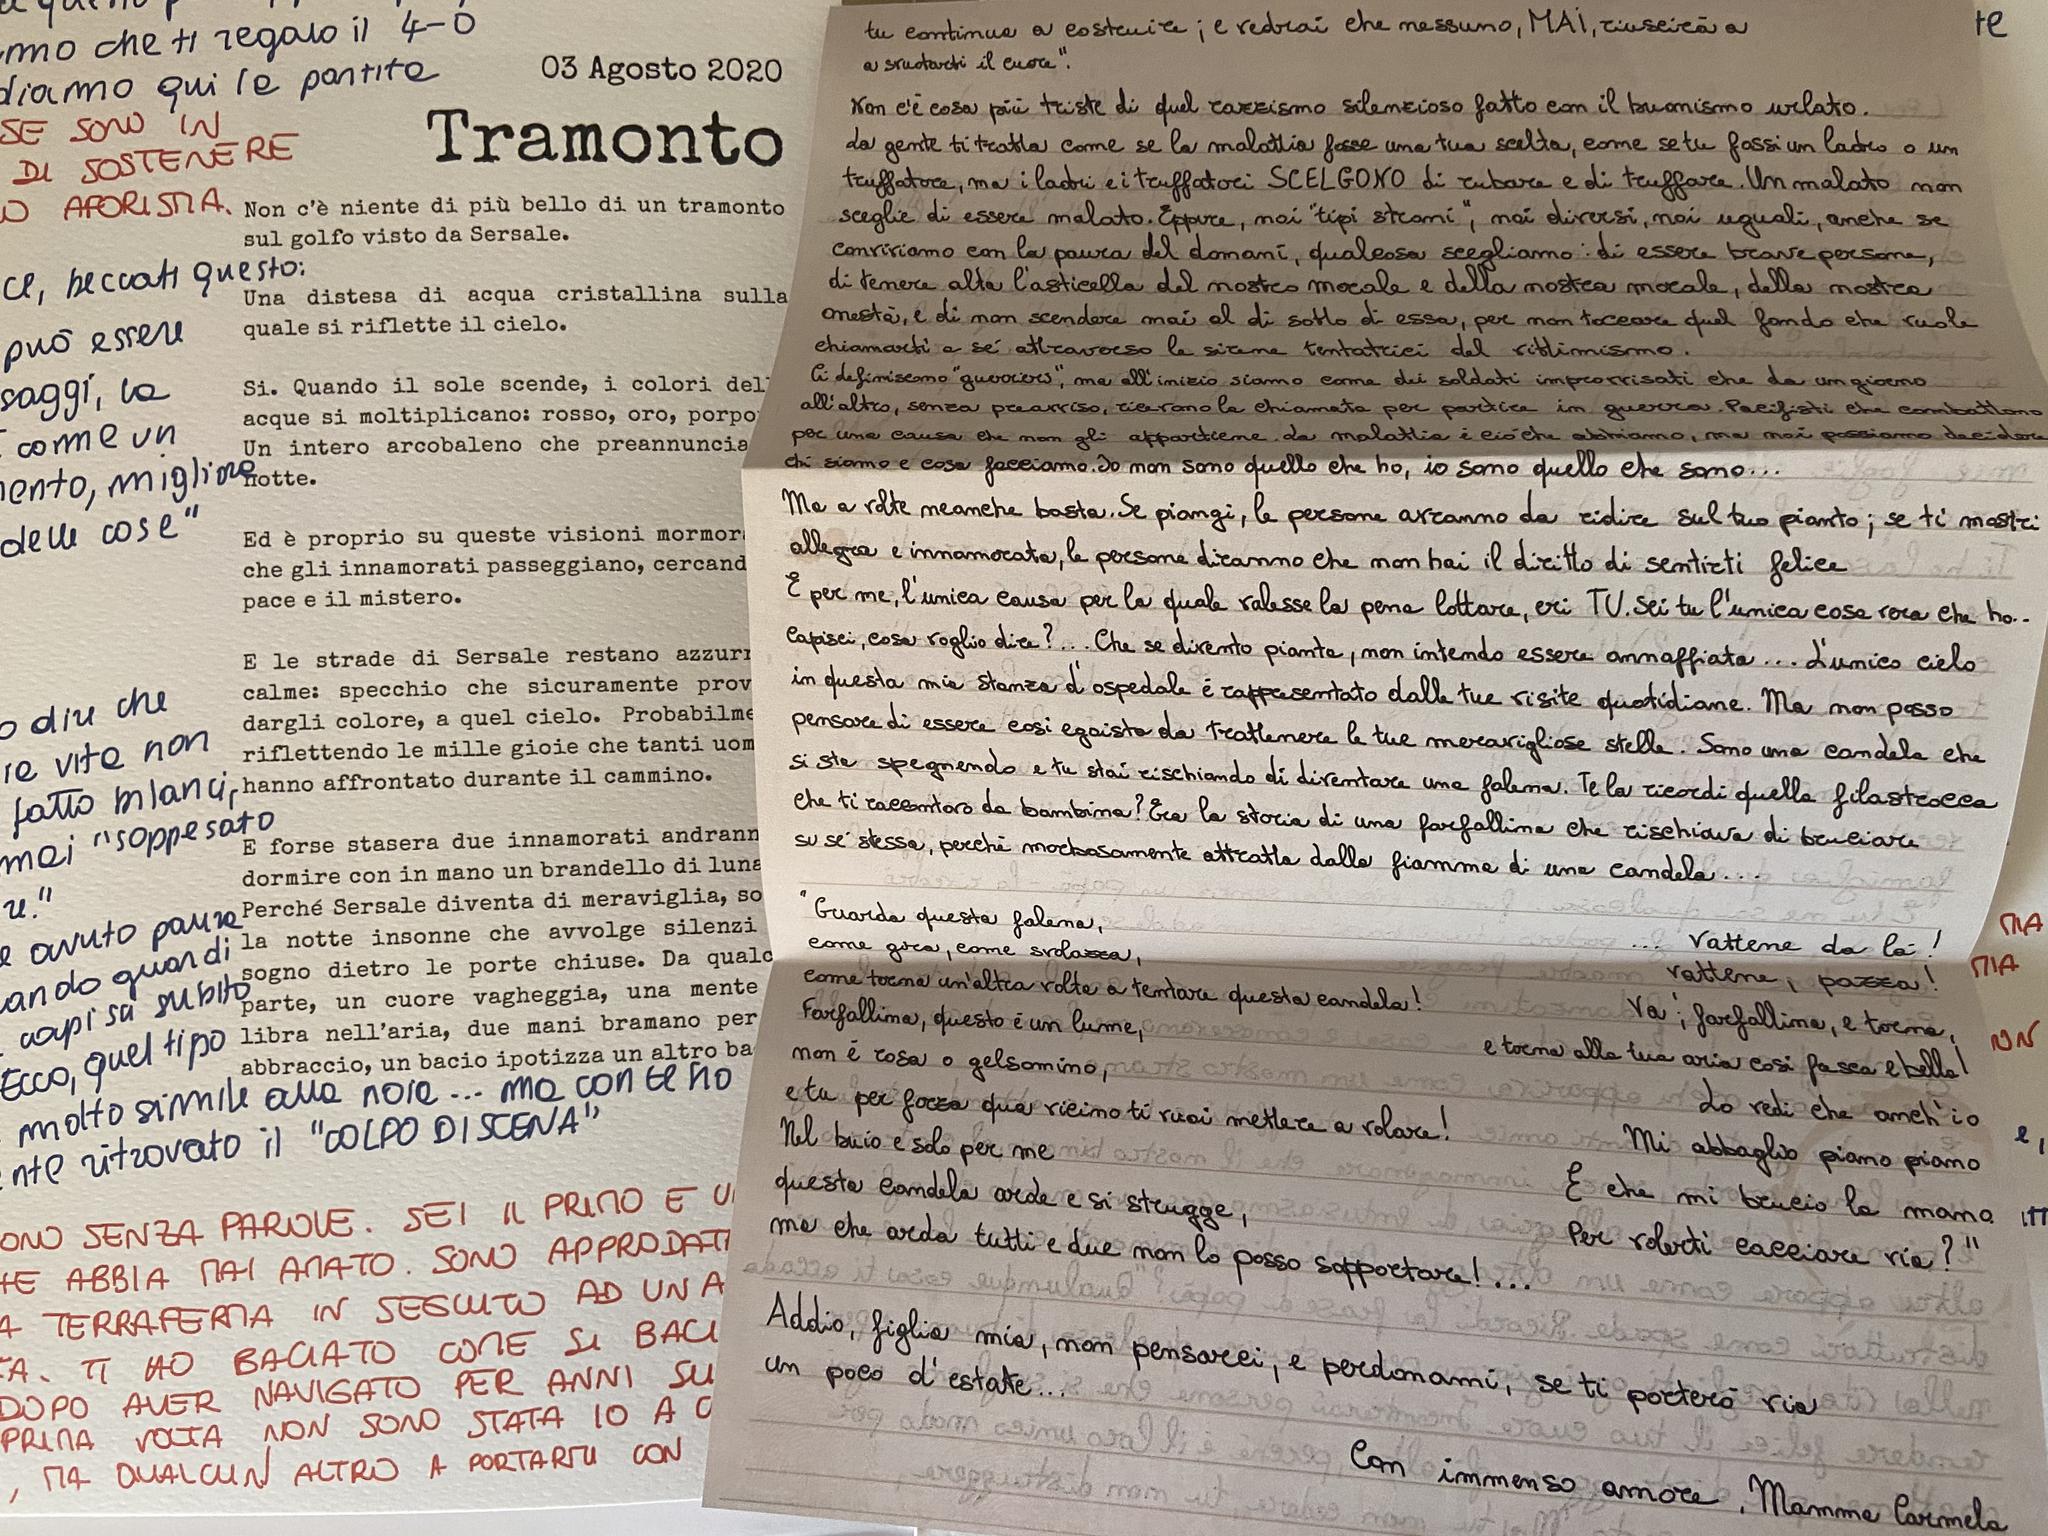 03 Agosto 2020
Tramonto
Non c'è niente di più bello di un tramonto
sul golfo visto da Sersale.
Una distesa di acqua cristallina sulla
quale si riflette il cielo.
Si. Quando il sole scende, i colori del
acque si moltiplicano: rosso, oro, porpo
Un intero arcobaleno che preannuncia
notte.
Ed è proprio su queste visioni mormor
che gli innamorati passeggiano, cercand
pace e il mistero.
E le strade di Sersale restano azzur
calme: specchio che sicuramente prov
dargli colore, a quel cielo. Probabilme
riflettendo le mille gioie che tanti uom
hanno affrontato durante il cammino.
E forse stasera due innamorati andrann
dormire con in mano un brandello di luna
Perché Sersale diventa di meraviglia, so
la notte insonne che avvolge silenzi
sogno dietro le porte chiuse. Da qualc
parte, un cuore vagheggia, una mente
libra nell'aria, due mani bramano per
abbraccio, un bacio ipotizza un altro ba
mo che ti regalo il 4-0
diamo qui le partite
SE SONO IN
DI SOSTENERE
O AFORISMA.
ce, beccati questo:
può essere
saggi, la
come un
mento, migliore
delle cose"
o dire che
re vita non
fatto bilanci,
mai "soppesato
e avuto paura
ando guardi
capi sa subito
Ecco, quel tipo
molto simile alla noia... ma con te ho
nte ritrovato il "COLPO DI SCENA"
ONO SENZA PAROLE. SEI IL PRIMO E U
HE ABBIA MAI AMATO. SONO APPRODAT
A TERRAFERMA IN SEGUITO AD UN A
TA. TI HO BACIATO COME SI BACI
DOPO AVER NAVIGATO PER ANNI SU
PRIMA VOLTA NON SONO STATA IO A C
, MA QUALCUN ALTRO A PORTARTU CON
tu continua a costruire; e vedrai che nessuno, MAI, riuscirà a
a svuotarti il cuore".
Non c'è cosa più triste di quel razzismo silenzioso fatto con il buonismo urlato.
La gente ti tratta come se la malattia fosse una tua scelta, come se tu fossi un ladro o un
truffatore, ma i ladri e i truffatori SCELGONO di rubare e di truffare. Un malato non
sceglie di essere malato. Eppure, noi "tipi strani", noi diversi, noi uguali, anche se
conviviamo con la paura del domani, qualcosa scegliamo: di essere brave persone,
di tenere alta l'asticella del nostro morale e della nostra morale, della nostra
onestà, e di non scendere mai al di sotto di essa, per non toccare quel fondo che vuole
chiamarti a sé attraverso le sirene tentatrici del vittimismo.
Ci definiscono "guerrieri", ma all'inizio siamo come dei soldati improvvisati che da un giorno
all'altro, senza preavviso, ricevono la chiamata per partire in guerra. Pacifisti che combattono
per una causa che non gli appartiene. La malattia è ciò che abbiamo, ma noi possiamo decidere
chi siamo e cosa facciamo. Io non sono quello che ho, io sono quello che sono...
Ma a volte neanche basta. Se piangi, le persone avranno da ridire sul tuo pianto; se ti mostri
allegra e innamorata, le persone diranno che non hai il diritto di sentirti felice
E per me, l'unica causa per la quale valesse la pena lottare, eri TU. Sei tu l'unica cosa vera che ho..
Capisci, cosa voglio dire?... Che se divento pianta, non intendo essere annaffiata... L'unico cielo
in questa mia stanza d'ospedale è rappresentato dalle tue visite quotidiane. Ma non posso
pensare di essere così egoista da trattenere le tue meravigliose stelle. Sono una candela che
si sta spegnendo e tu stai rischiando di diventare una falena. Te la ricordi quella filastrocca
che ti raccontavo da bambina? Era la storia di una farfallina che rischiava di bruciare
su sé stessa, perché morbosamente attratta dalla fiamma di una candela...
"Guarda questa falena,
come gira, come svolazza,
come torna un'altra volta a tentare questa candela!
Farfallina, questo è un lume,
non è rosa o gelsomino,
e tu per forza qua vicino ti vuoi mettere a volare!
Nel buio e solo per me
questa candela arde e si strugge,
ma che arda tutti e due non lo posso sopportare!...
... Vattene da là!
vattene, pazza!
Va', farfallina, e torna,
e torna alla tua aria così fresca e bella!
Lo vedi che anch'io
Mi abbaglio piano piano
E che mi brucio la mano
Per volerti cacciare via?"
Addio, figlia mia, non pensarci, e perdonami, se ti porterò via
un poco d'estate...
Con immenso amore, Mamma Carmela
te
MA
MIA
NON
e,